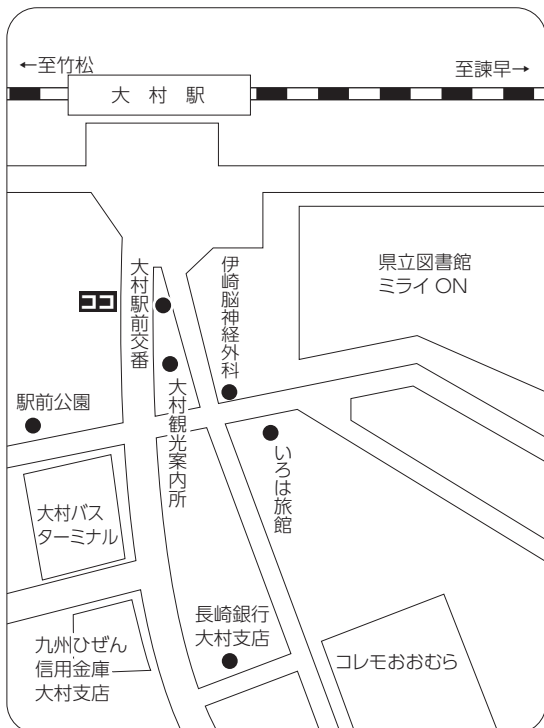 ←至竹松
至諫早→
大村駅
大村駅前交番
伊崎脳神経外科
県立図書館
ミライON
ココ
駅前公園
大村観光案内所
いろは旅館
大村バス
ターミナル
長崎銀行
大村支店
九州ひぜん
信用金庫
大村支店
コレモおおむら